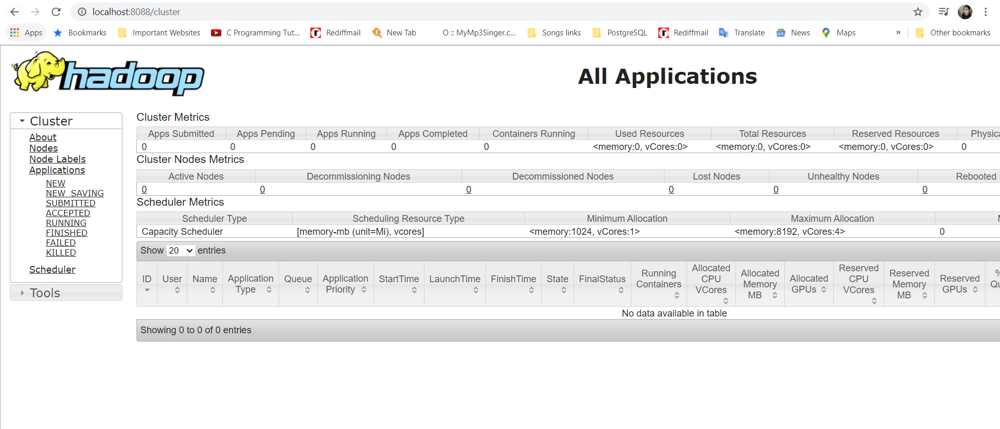 localhost:8088/cluster
Apps Bookmarks Important Websites C Programming Tut... Rediffmail New Tab O :: MyMp3Singer.c... Songs links PostgreSQL Rediffmail Translate News Maps » Other bookmarks
hadoop
All Applications
Cluster
About
Nodes
Node Labels
Applications
NEW
NEW_SAVING
SUBMITTED
ACCEPTED
RUNNING
FINISHED
FAILED
KILLED
Scheduler
Tools
Cluster Metrics
Apps Submitted Apps Pending Apps Running Apps Completed Containers Running Used Resources Total Resources Reserved Resources Physica
0 0 0 0 0 <memory:0, vCores:0> <memory:0, vCores:0> <memory:0, vCores:0> 0
Cluster Nodes Metrics
Active Nodes Decommissioning Nodes Decommissioned Nodes Lost Nodes Unhealthy Nodes Rebooted
0 0 0 0 0 0
Scheduler Metrics
Scheduler Type Scheduling Resource Type Minimum Allocation Maximum Allocation
Capacity Scheduler [memory-mb (unit=Mi), vcores] <memory:1024, vCores:1> <memory:8192, vCores:4> 0
Show 20 entries
ID User Name Application Type Queue Application Priority StartTime LaunchTime FinishTime State FinalStatus Running Containers Allocated CPU VCores Allocated Memory MB Allocated GPUs Reserved CPU VCores Reserved Memory MB Reserved GPUs %
No data available in table
Showing 0 to 0 of 0 entries